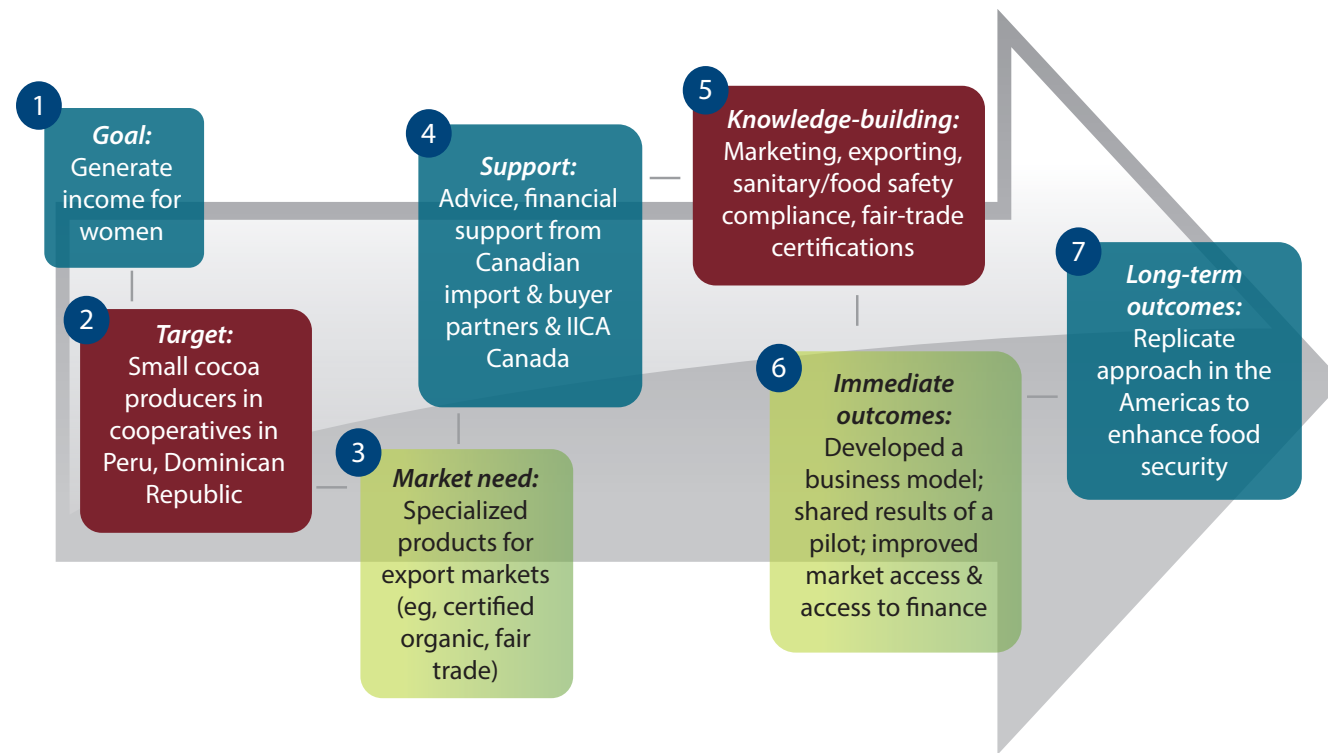 1
Goal:
Generate
income for
women
2
Target:
Small cocoa
producers in
cooperatives in
Peru, Dominican
Republic
3
Market need:
Specialized
products for
export markets
(eg, certified
organic, fair
trade)
4
Support:
Advice, financial
support from
Canadian
import & buyer
partners & IICA
Canada
5
Knowledge-building:
Marketing, exporting,
sanitary/food safety
compliance, fair-trade
certifications
6
Immediate
outcomes:
Developed a
business model;
shared results of a
pilot; improved
market access &
access to finance
7
Long-term
outcomes:
Replicate
approach in the
Americas to
enhance food
security